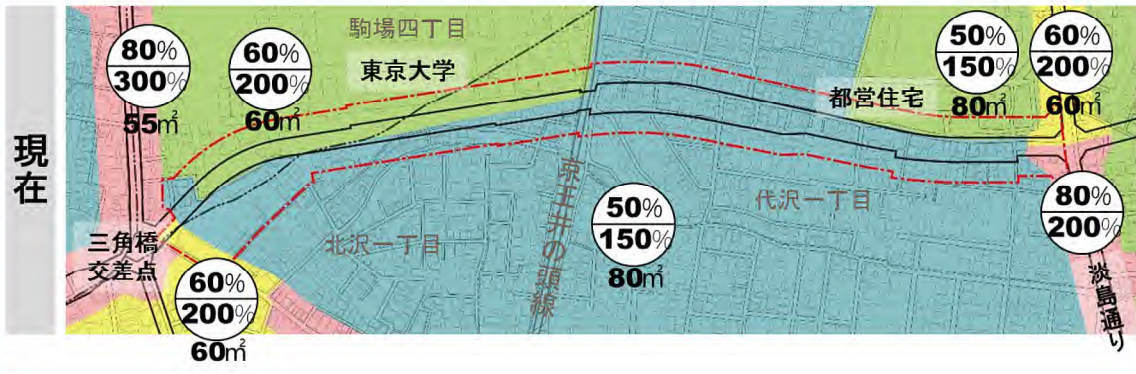 現在
80%
300%
55㎡
60%
200%
60㎡
駒場四丁目
東京大学
50%
150%
80㎡
60%
200%
60㎡
都営住宅
京王井の頭線
50%
150%
80㎡
代沢一丁目
80%
200%
北沢一丁目
三角橋
交差点
60%
200%
60㎡
淡島通り